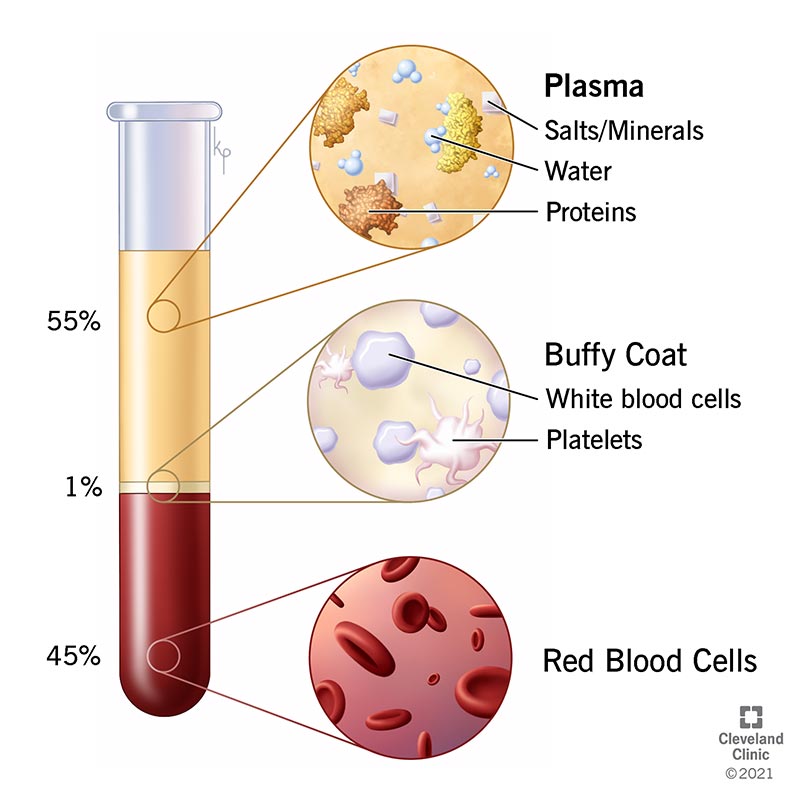 Plasma
Salts/Minerals
Water
Proteins
55%
Buffy Coat
White blood cells
Platelets
1%
45%
Red Blood Cells
Cleveland
Clinic
©2021